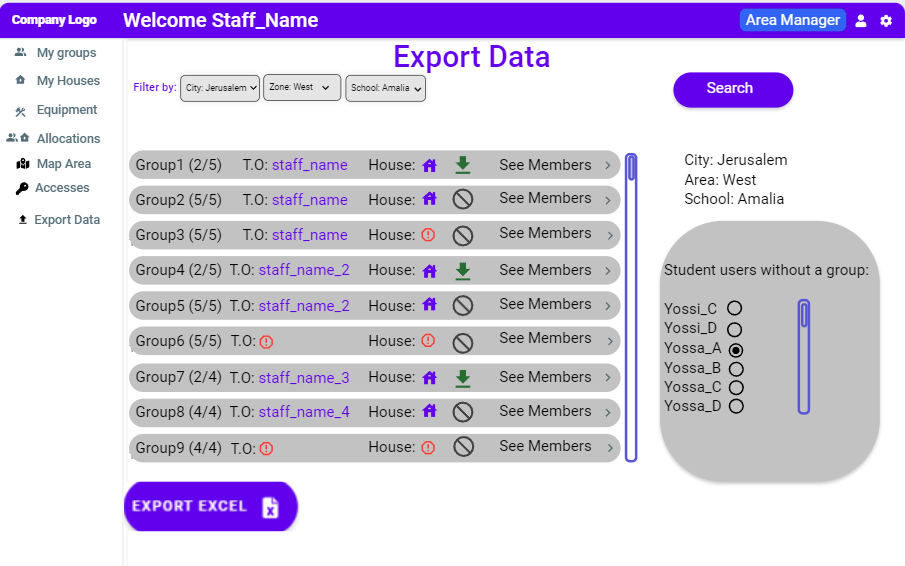 Company Logo
Welcome Staff_Name
Area Manager
My groups
My Houses
Equipment
Allocations
Map Area
Accesses
Export Data
Export Data
Filter by:
City: Jerusalem
Zone: West
School: Amalia
Search
Group1 (2/5) T.O: staff_name House: See Members
Group2 (5/5) T.O: staff_name House: See Members
Group3 (5/5) T.O: staff_name House: See Members
Group4 (2/5) T.O: staff_name_2 House: See Members
Group5 (5/5) T.O: staff_name_2 House: See Members
Group6 (5/5) T.O: House: See Members
Group7 (2/4) T.O: staff_name_3 House: See Members
Group8 (4/4) T.O: staff_name_4 House: See Members
Group9 (4/4) T.O: House: See Members
EXPORT EXCEL
City: Jerusalem
Area: West
School: Amalia
Student users without a group:
Yossi_C
Yossi_D
Yossa_A
Yossa_B
Yossa_C
Yossa_D